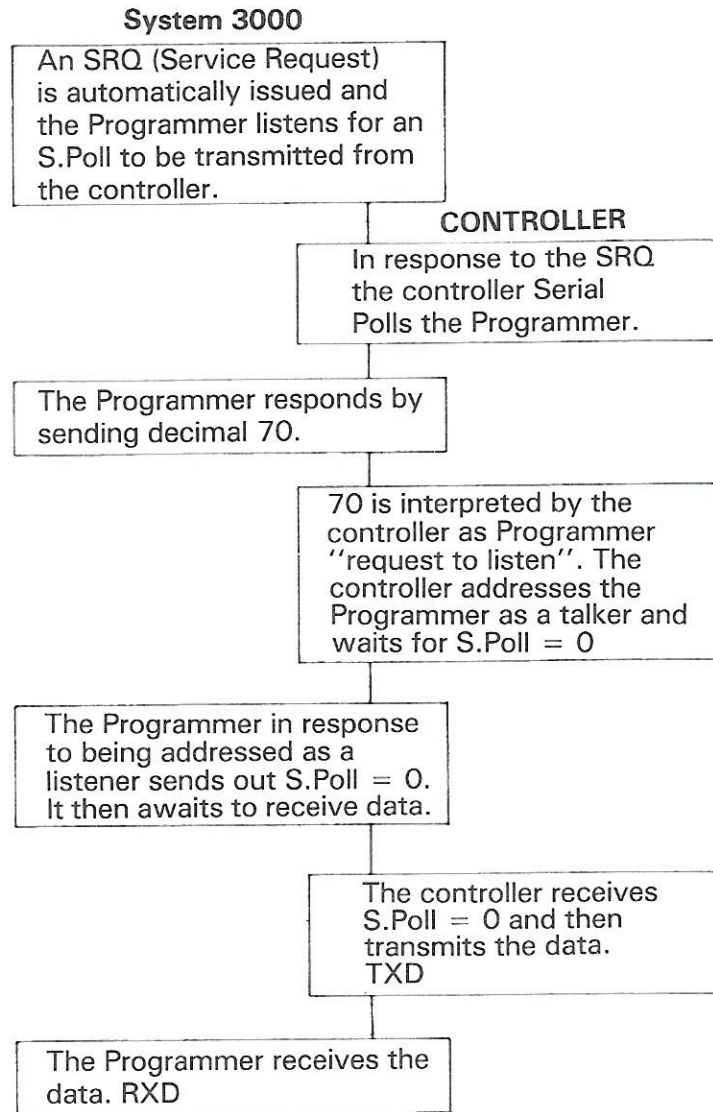 System 3000
An SRQ (Service Request)
is automatically issued and
the Programmer listens for an
S.Poll to be transmitted from
the controller.
CONTROLLER
In response to the SRQ
the controller Serial
Polls the Programmer.
The Programmer responds by
sending decimal 70.
70 is interpreted by the
controller as Programmer
‘‘request to listen’’. The
controller addresses the
Programmer as a talker and
waits for S.Poll = 0
The Programmer in response
to being addressed as a
listener sends out S.Poll = 0.
It then awaits to receive data.
The controller receives
S.Poll = 0 and then
transmits the data.
TXD
The Programmer receives the
data. RXD